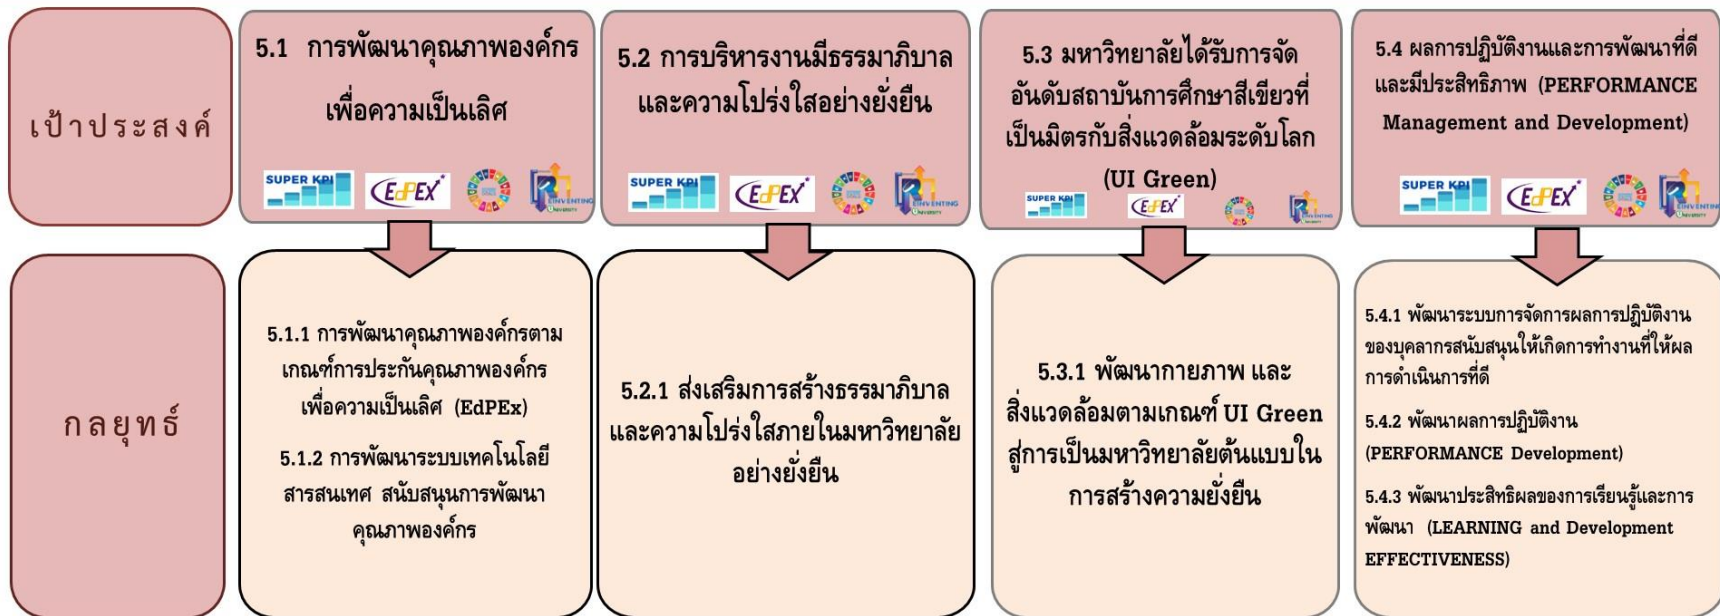 เป้าประสงค์
5.1 การพัฒนาคุณภาพองค์กร
เพื่อความเป็นเลิศ
SUPER KPI
EdPEx
REINVENTING
UNIVERSITY
5.2 การบริหารงานมีธรรมาภิบาล
และความโปร่งใสอย่างยั่งยืน
SUPER KPI
EdPEx
REINVENTING
UNIVERSITY
5.3 มหาวิทยาลัยได้รับการจัด
อันดับสถาบันการศึกษาสีเขียวที่
เป็นมิตรกับสิ่งแวดล้อมระดับโลก
(UI Green)
SUPER KPI
EdPEx
REINVENTING
UNIVERSITY
5.4 ผลการปฏิบัติงานและการพัฒนาที่ดี
และมีประสิทธิภาพ (PERFORMANCE
Management and Development)
SUPER KPI
EdPEx
REINVENTING
UNIVERSITY
กลยุทธ์
5.1.1 การพัฒนาคุณภาพองค์กรตาม
เกณฑ์การประกันคุณภาพองค์กร
เพื่อความเป็นเลิศ (EdPEx)
5.1.2 การพัฒนาระบบเทคโนโลยี
สารสนเทศ สนับสนุนการพัฒนา
คุณภาพองค์กร
5.2.1 ส่งเสริมการสร้างธรรมาภิบาล
และความโปร่งใสภายในมหาวิทยาลัย
อย่างยั่งยืน
5.3.1 พัฒนากายภาพ และ
สิ่งแวดล้อมตามเกณฑ์ UI Green
สู่การเป็นมหาวิทยาลัยต้นแบบใน
การสร้างความยั่งยืน
5.4.1 พัฒนาระบบการจัดการผลการปฎิบัติงาน
ของบุคลากรสนับสนุนให้เกิดการทำงานที่ให้ผล
การดำเนินการที่ดี
5.4.2 พัฒนาผลการปฏิบัติงาน
(PERFORMANCE Development)
5.4.3 พัฒนาประสิทธิผลของการเรียนรู้และการ
พัฒนา (LEARNING and Development
EFFECTIVENESS)